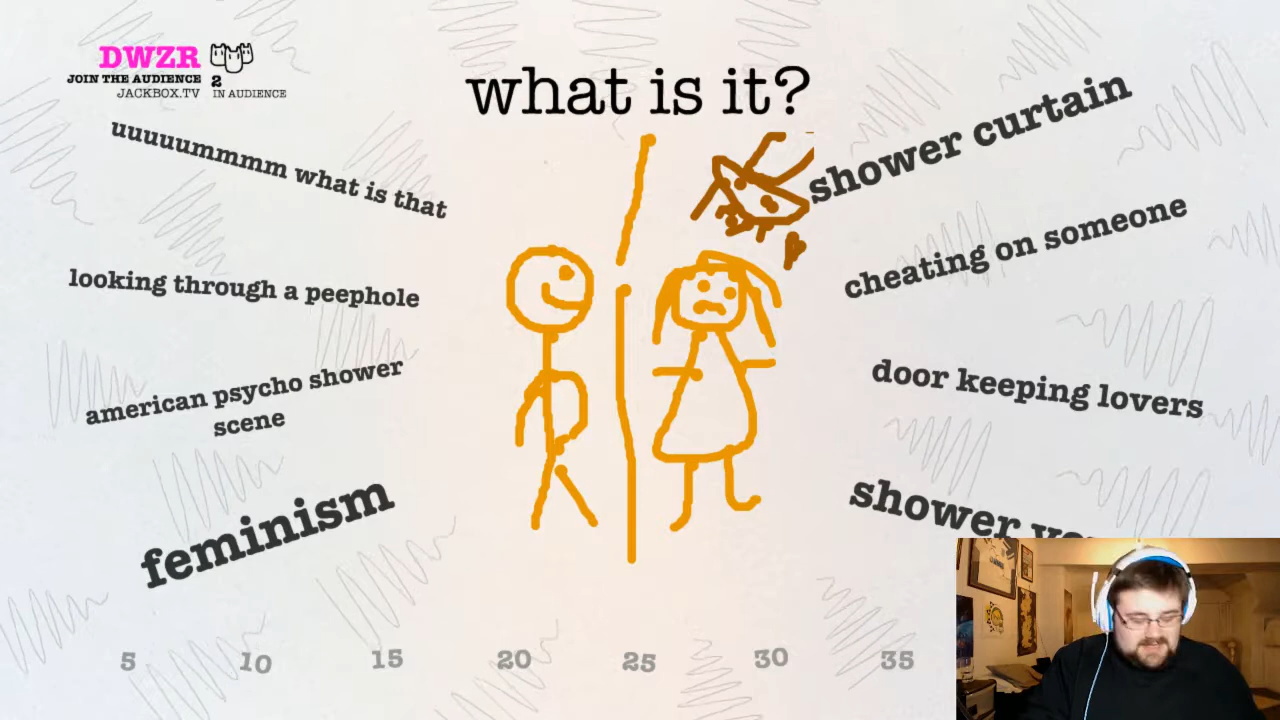 DWZR
JOIN THE AUDIENCE
JACKBOX.TV
2
IN AUDIENCE
what is it?
uuuuummmm what is that
looking through a peephole
american psycho shower
scene
feminism
shower curtain
cheating on someone
door keeping lovers
shower
5 10 15 20 25 30 35